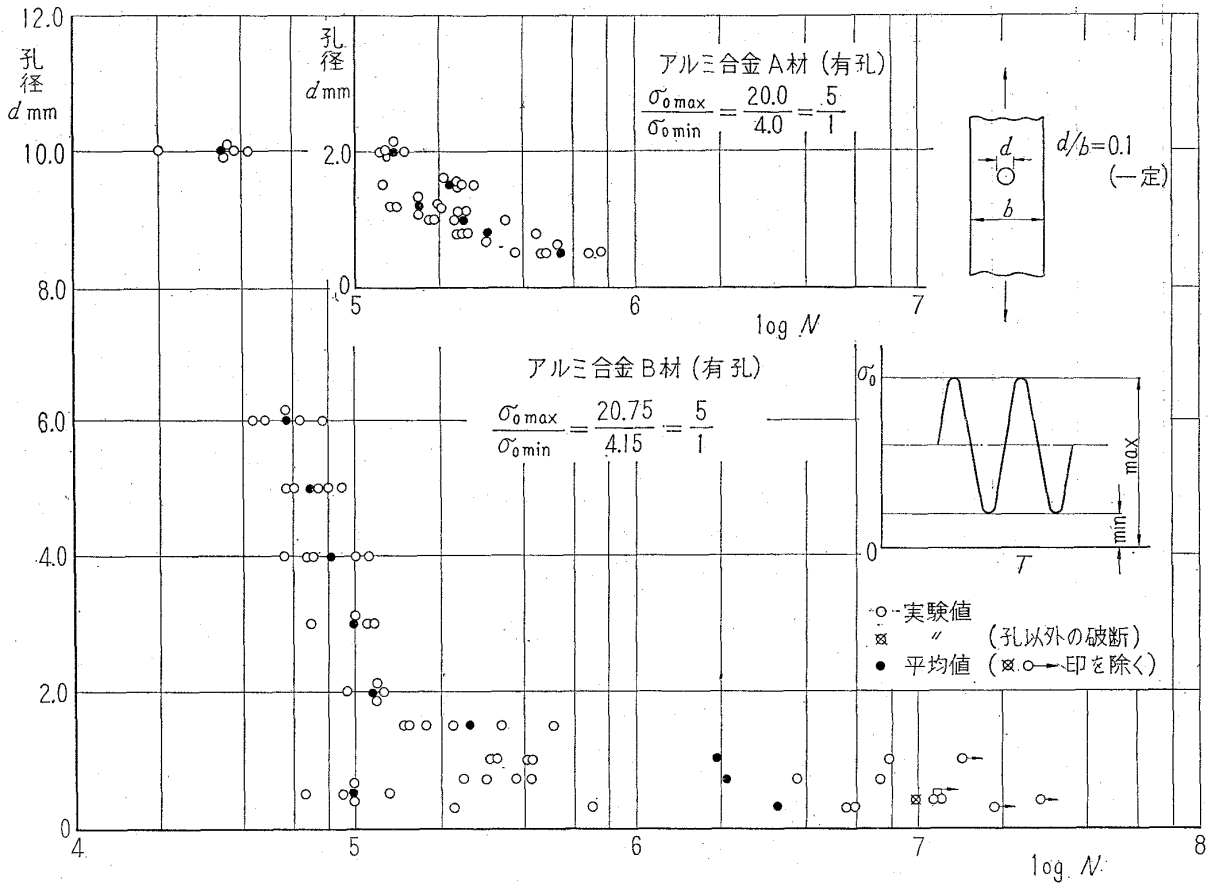 12.0
孔
径
d mm
10.0
8.0
6.0
4.0
2.0
0
4
5
6
7
8
log N
孔
径
d mm
2.0
1.0
5
6
7
log N
アルミ合金A材(有孔)
σ₀max/σ₀min = 20.0/4.0 = 5/1
d
d/b=0.1
(一定)
b
アルミ合金B材(有孔)
σ₀max/σ₀min = 20.75/4.15 = 5/1
σ₀
max
min
0
T
実験値
〃 (孔以外の破断)
平均値 (⊠.○→印を除く)